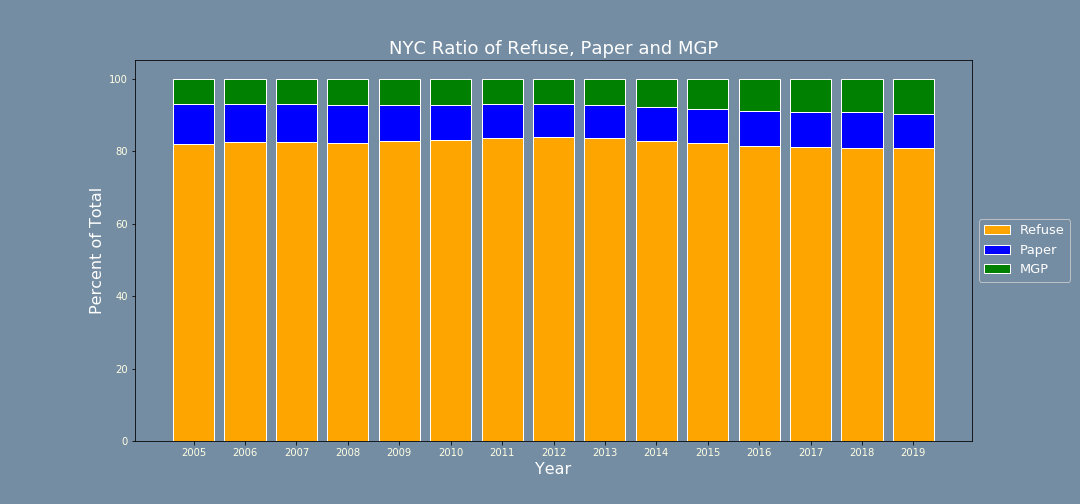 NYC Ratio of Refuse, Paper and MGP
Percent of Total
100
80
60
40
20
0
2005 2006 2007 2008 2009 2010 2011 2012 2013 2014 2015 2016 2017 2018 2019
Year
Refuse
Paper
MGP